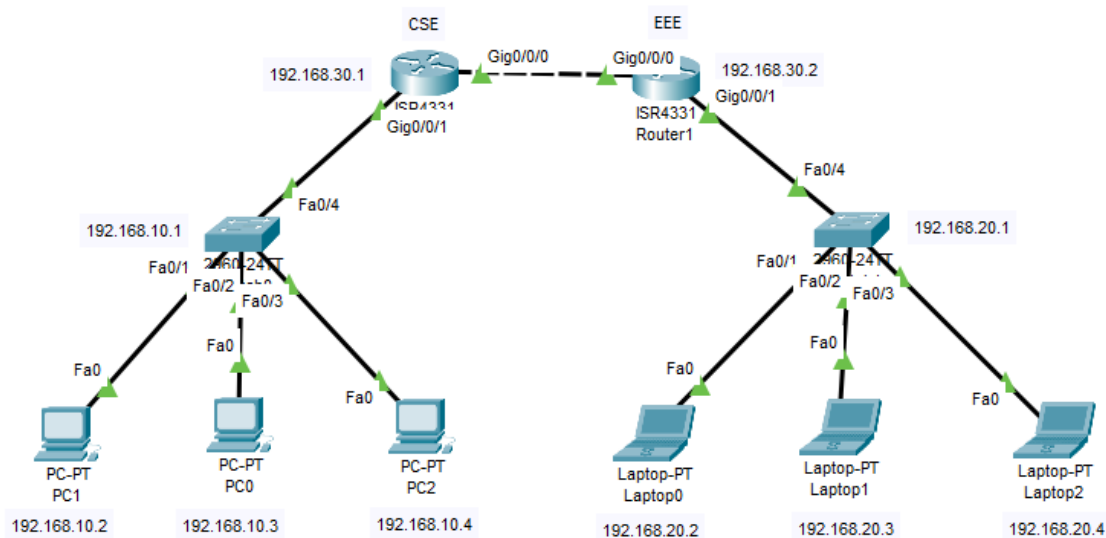 CSE
EEE
192.168.30.1
Gig0/0/0
Gig0/0/0
192.168.30.2
Gig0/0/1
Gig0/0/1
ISR4331
ISR4331
Router1
192.168.10.1
Fa0/4
Fa0/4
192.168.20.1
Fa0/1
Fa0/2
Fa0/3
2960-24TT
Fa0/1
Fa0/2
Fa0/3
Fa0
Fa0
Fa0
Fa0
Fa0
Fa0
PC-PT
PC1
PC-PT
PC0
PC-PT
PC2
Laptop-PT
Laptop0
Laptop-PT
Laptop1
Laptop-PT
Laptop2
192.168.10.2
192.168.10.3
192.168.10.4
192.168.20.2
192.168.20.3
192.168.20.4